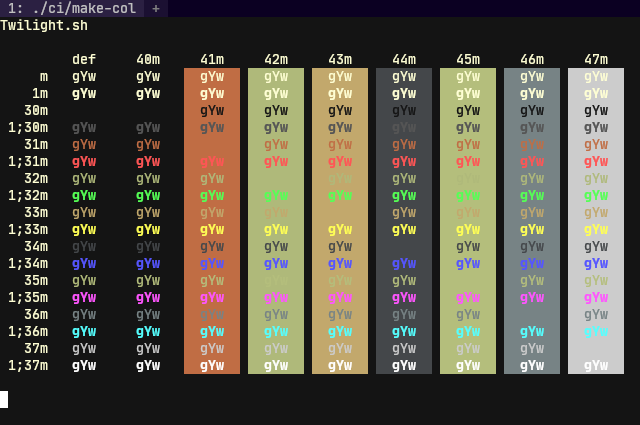 1: ./ci/make-col +
Twilight.sh
def 40m 41m 42m 43m 44m 45m 46m 47m
m gYw gYw gYw gYw gYw gYw gYw gYw gYw
1m gYw gYw gYw gYw gYw gYw gYw gYw gYw
30m gYw gYw gYw gYw gYw gYw gYw
1;30m gYw gYw gYw gYw gYw gYw gYw gYw gYw
31m gYw gYw gYw gYw gYw gYw gYw gYw
1;31m gYw gYw gYw gYw gYw gYw gYw gYw gYw
32m gYw gYw gYw gYw gYw gYw gYw
1;32m gYw gYw gYw gYw gYw gYw gYw gYw gYw
33m gYw gYw gYw gYw gYw gYw gYw gYw
1;33m gYw gYw gYw gYw gYw gYw gYw gYw gYw
34m gYw gYw gYw gYw gYw gYw gYw gYw
1;34m gYw gYw gYw gYw gYw gYw gYw gYw gYw
35m gYw gYw gYw gYw gYw gYw gYw
1;35m gYw gYw gYw gYw gYw gYw gYw gYw gYw
36m gYw gYw gYw gYw gYw gYw gYw gYw
1;36m gYw gYw gYw gYw gYw gYw gYw gYw gYw
37m gYw gYw gYw gYw gYw gYw gYw gYw
1;37m gYw gYw gYw gYw gYw gYw gYw gYw gYw